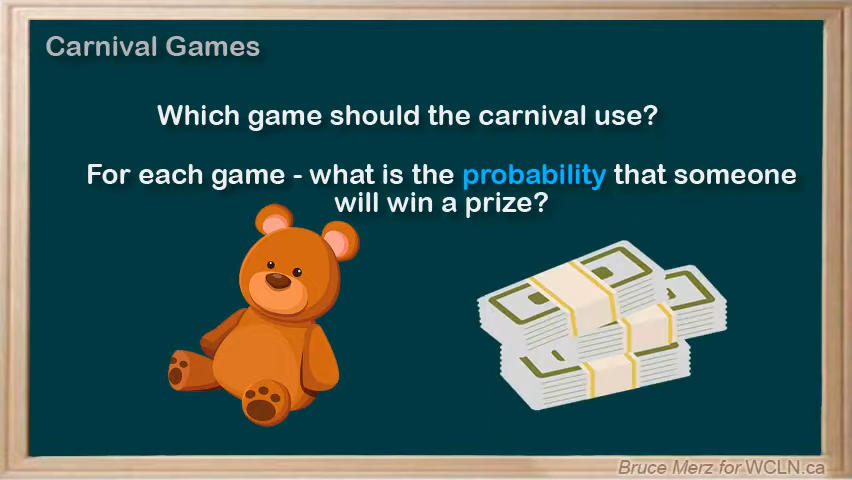 Carnival Games
Which game should the carnival use?
For each game - what is the probability that someone
will win a prize?
Bruce Merz for WCLN.ca